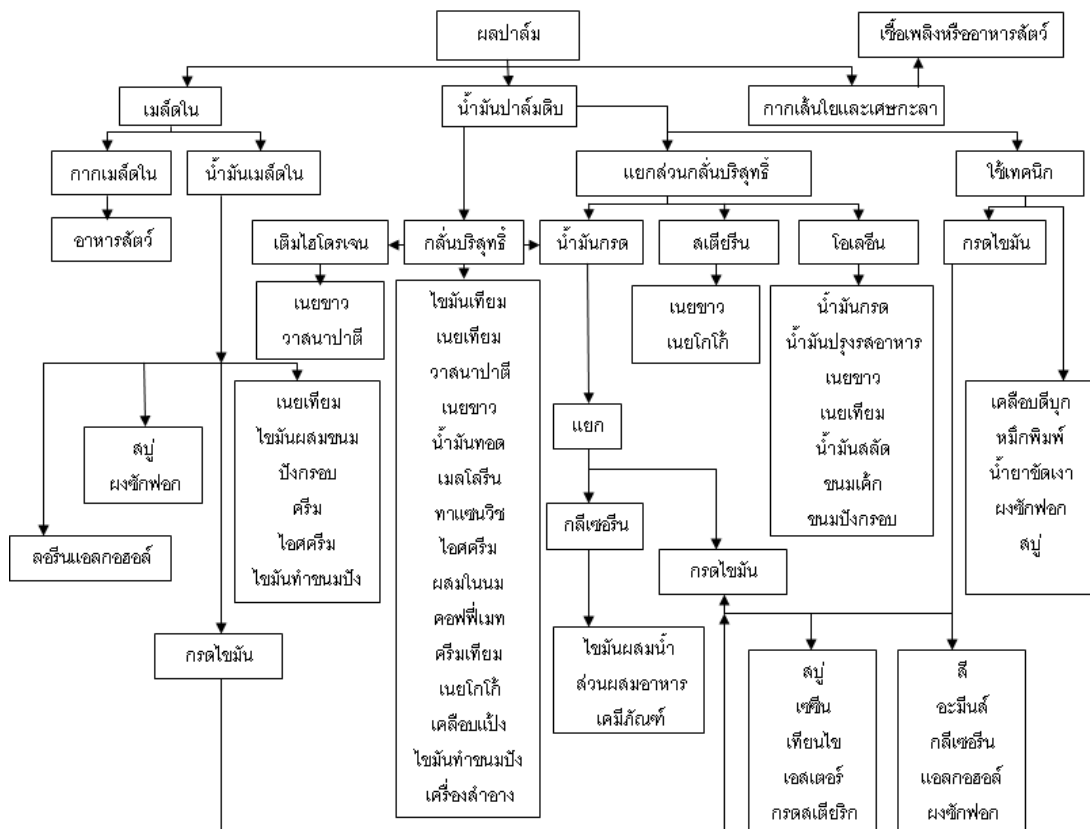 ผลปาล์ม
เชื้อเพลิงหรืออาหารสัตว์
เมล็ดใน
น้ำมันปาล์มดิบ
กากเส้นใยและเศษกะลา
กากเมล็ดใน
น้ำมันเมล็ดใน
แยกส่วนกลั่นบริสุทธิ์
ใช้เทคนิก
อาหารสัตว์
เติมไฮโดรเจน
กลั่นบริสุทธิ์
น้ำมันกรด
สเตียรีน
โอเลอีน
กรดไขมัน
เนยขาว
วาสนาปาตี
ไขมันเทียม
เนยเทียม
วาสนาปาตี
เนยขาว
น้ำมันทอด
เมลโลรีน
ทาแซนวิช
ไอศครีม
ผสมในนม
คอฟฟี่เมท
ครีมเทียม
เนยโกโก้
เคลือบแป้ง
ไขมันทำขนมปัง
เครื่องสำอาง
เนยขาว
เนยโกโก้
น้ำมันกรด
น้ำมันปรุงรสอาหาร
เนยขาว
เนยเทียม
น้ำมันสลัด
ขนมเค้ก
ขนมปังกรอบ
เคลือบดีบุก
หมึกพิมพ์
น้ำยาขัดเงา
ผงซักฟอก
สบู่
สบู่
ผงซักฟอก
เนยเทียม
ไขมันผสมขนม
ปังกรอบ
ครีม
ไอศครีม
ไขมันทำขนมปัง
แยก
ลอรีนแอลกอฮอล์
กลีเซอรีน
กรดไขมัน
กรดไขมัน
ไขมันผสมน้ำ
ส่วนผสมอาหาร
เคมีภัณฑ์
สบู่
เซซีน
เทียนไข
เอสเตอร์
กรดสเตียริก
สี
อะมีนส์
กลีเซอรีน
แอลกอฮอล์
ผงซักฟอก